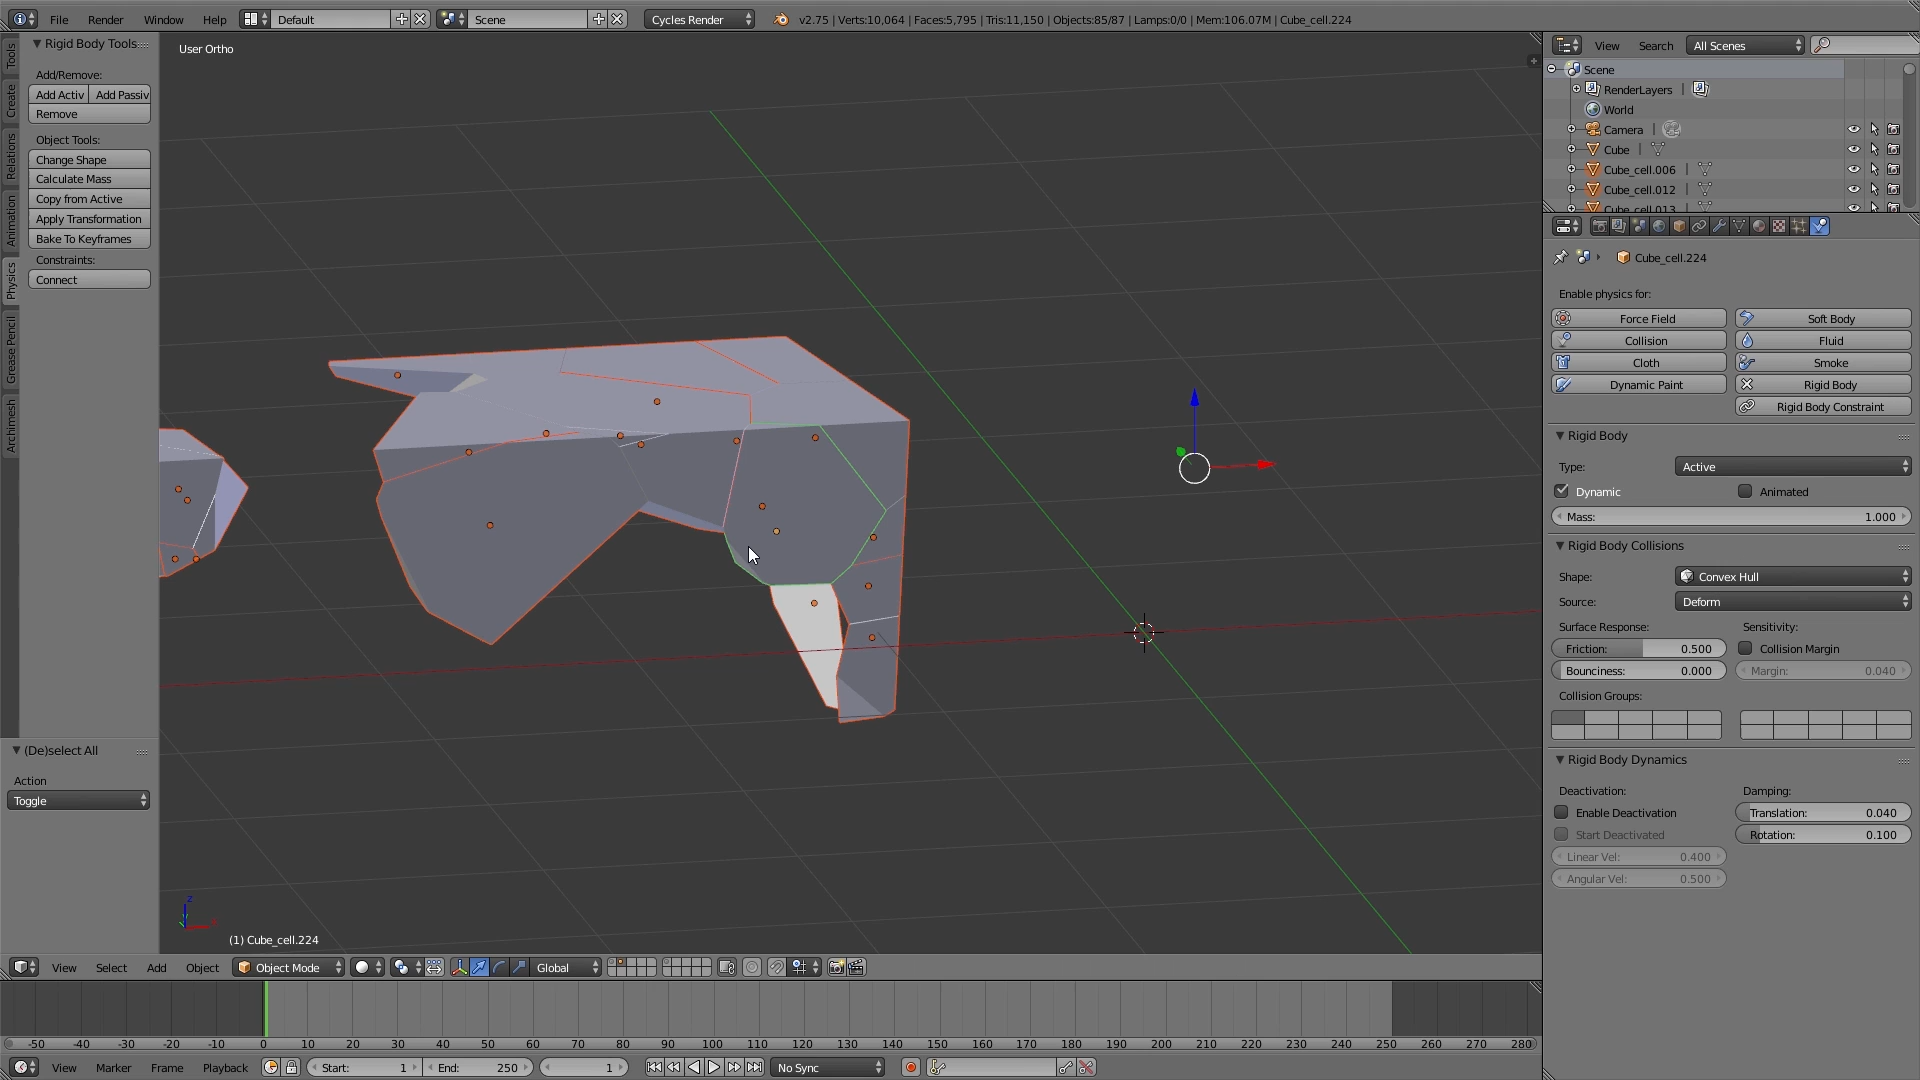 File Render Window Help Default Scene Cycles Render v2.75 | Verts:10,064 | Faces:5,795 | Tris:11,150 | Objects:85/87 | Lamps:0/0 | Mem:106.07M | Cube_cell.224
Rigid Body Tools
User Ortho
Add/Remove:
Add Activ Add Passiv
Remove
Object Tools:
Change Shape
Calculate Mass
Copy from Active
Apply Transformation
Bake To Keyframes
Constraints:
Connect
Tools
Create
Relations
Animation
Physics
Grease Pencil
Archimesh
(De)select All
Action
Toggle
z
(1) Cube_cell.224
View Select Add Object Object Mode Global
-50 -40 -30 -20 -10 0 10 20 30 40 50 60 70 80 90 100 110 120 130 140 150 160 170 180 190 200 210 220 230 240 250 260 270 280
View Marker Frame Playback Start: 1 End: 250 1 No Sync
View Search All Scenes
Scene
RenderLayers |
World
Camera |
Cube |
Cube_cell.006 |
Cube_cell.012 |
Cube_cell.013
Cube_cell.224
Enable physics for:
Force Field Soft Body
Collision Fluid
Cloth Smoke
Dynamic Paint Rigid Body
Rigid Body Constraint
Rigid Body
Type: Active
Dynamic Animated
Mass: 1.000
Rigid Body Collisions
Shape: Convex Hull
Source: Deform
Surface Response: Sensitivity:
Friction: 0.500 Collision Margin
Bounciness: 0.000 Margin: 0.040
Collision Groups:
Rigid Body Dynamics
Deactivation: Damping:
Enable Deactivation Translation: 0.040
Start Deactivated Rotation: 0.100
Linear Vel: 0.400
Angular Vel: 0.500